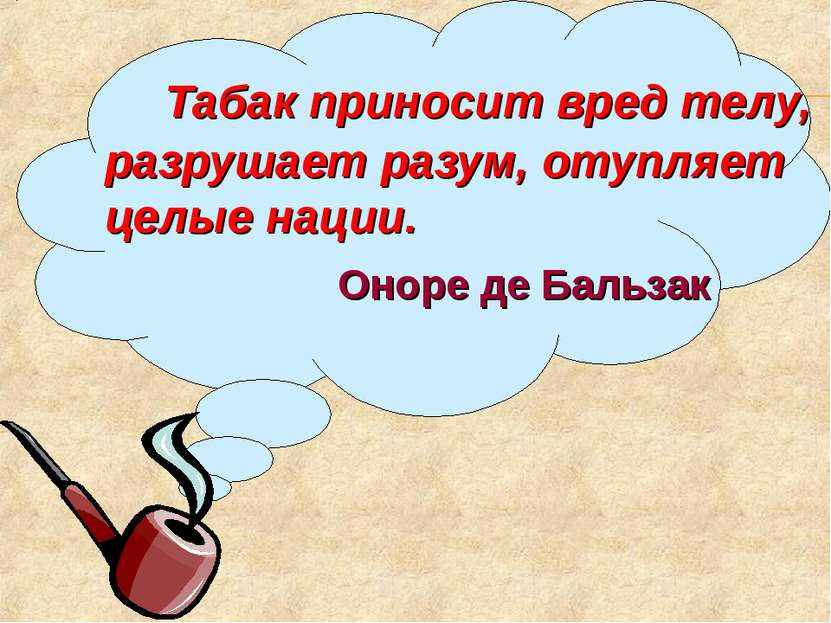 Табак приносит вред телу,
разрушает разум, отупляет
целые нации.
Оноре де Бальзак